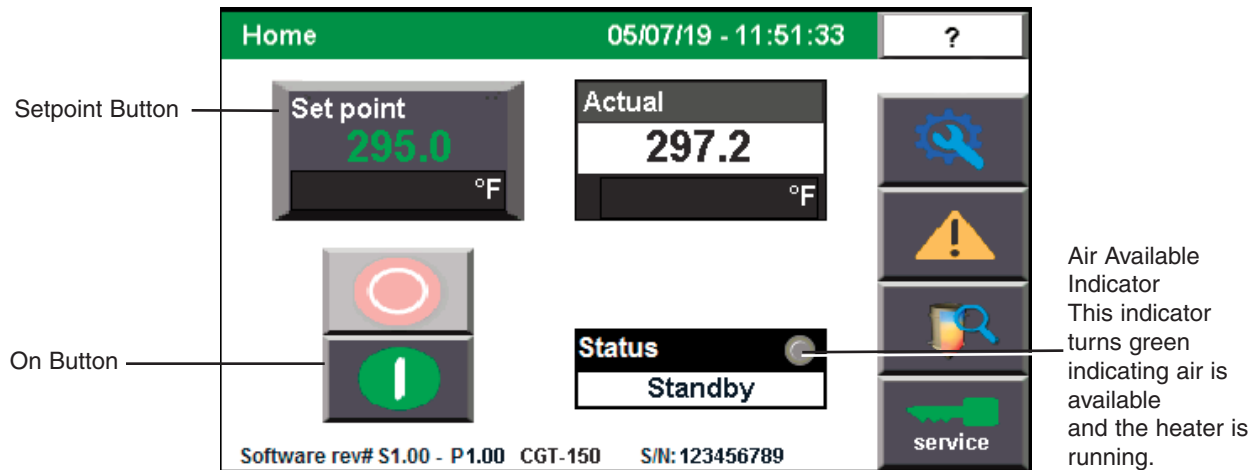 Home
05/07/19 - 11:51:33
?
Setpoint Button
Set point
295.0
°F
Actual
297.2
°F
On Button
Status
Standby
Air Available
Indicator
This indicator
turns green
indicating air is
available
and the heater is
running.
service
Software rev# S1.00 - P1.00 CGT-150 S/N: 123456789